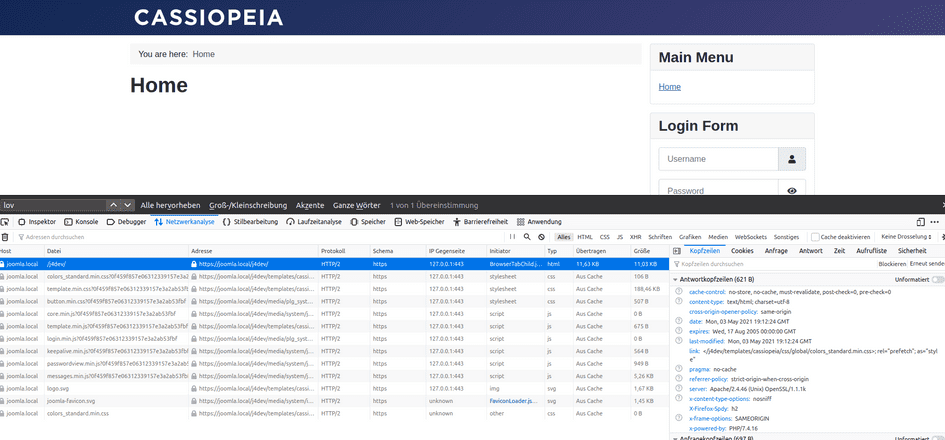 CASSIOPEIA
You are here: Home
Home
Main Menu
Home
Login Form
Username
Password
lov Alle hervorheben Groß-/Kleinschreibung Akzente Ganze Wörter 1 von 1 Übereinstimmung
Inspektor Konsole Debugger Netzwerkanalyse Stilbearbeitung Laufzeitanalyse Speicher Web-Speicher Barrierefreiheit Anwendung
Adressen durchsuchen Alles HTML CSS JS XHR Schriften Grafiken Medien WebSockets Sonstiges Cache deaktivieren Keine Drosselung
Host Datei Adresse Protokoll Schema IP Gegenseite Initiator Typ Übertragen Größe
joomla.local /j4dev/ https://joomla.local/j4dev/ HTTP/2 https 127.0.0.1:443 BrowserTabChild.j... html 11,63 KB 11,03 KB
joomla.local colors_standard.min.css?0f459f857e06312339157e3a2 https://joomla.local/j4dev/templates/cassi... HTTP/2 https 127.0.0.1:443 stylesheet css Aus Cache 106 B
joomla.local template.min.css?0f459f857e06312339157e3a2ab53f https://joomla.local/j4dev/templates/cassi... HTTP/2 https 127.0.0.1:443 stylesheet css Aus Cache 188,46 KB
joomla.local button.min.css?0f459f857e06312339157e3a2ab53fb https://joomla.local/j4dev/media/plg_syst... HTTP/2 https 127.0.0.1:443 stylesheet css Aus Cache 507 B
joomla.local core.min.js?0f459f857e06312339157e3a2ab53fbf https://joomla.local/j4dev/media/system/j... HTTP/2 https 127.0.0.1:443 script js Aus Cache 0 B
joomla.local template.min.js?0f459f857e06312339157e3a2ab53fbf https://joomla.local/j4dev/templates/cassi... HTTP/2 https 127.0.0.1:443 script js Aus Cache 675 B
joomla.local login.min.js?0f459f857e06312339157e3a2ab53fbf https://joomla.local/j4dev/media/plg_syst... HTTP/2 https 127.0.0.1:443 script js Aus Cache 0 B
joomla.local keepalive.min.js?0f459f857e06312339157e3a2ab53fbf https://joomla.local/j4dev/media/system/j... HTTP/2 https 127.0.0.1:443 script js Aus Cache 564 B
joomla.local passwordview.min.js?0f459f857e06312339157e3a2ab53 https://joomla.local/j4dev/media/system/j... HTTP/2 https 127.0.0.1:443 script js Aus Cache 949 B
joomla.local messages.min.js?0f459f857e06312339157e3a2ab53fbf https://joomla.local/j4dev/media/system/j... HTTP/2 https 127.0.0.1:443 script js Aus Cache 5,26 KB
joomla.local logo.svg https://joomla.local/j4dev/templates/cassi... HTTP/2 https 127.0.0.1:443 img svg Aus Cache 1,67 KB
joomla.local joomla-favicon.svg https://joomla.local/j4dev/media/system/i... HTTP/2 https unknown FaviconLoader.js... svg Aus Cache 1,45 KB
joomla.local colors_standard.min.css https://joomla.local/j4dev/templates/cassi... HTTP/2 https unknown other css Aus Cache 0 B
Kopfzeilen Cookies Anfrage Antwort Zeit Aufrufliste Sicherheit
Kopfzeilen durchsuchen Blockieren Erneut senden
Antwortkopfzeilen (621 B) Unformatiert
cache-control: no-store, no-cache, must-revalidate, post-check=0, pre-check=0
content-type: text/html; charset=utf-8
cross-origin-opener-policy: same-origin
date: Mon, 03 May 2021 19:12:24 GMT
expires: Wed, 17 Aug 2005 00:00:00 GMT
last-modified: Mon, 03 May 2021 19:12:24 GMT
link: </j4dev/templates/cassiopeia/css/global/colors_standard.min.css>; rel="prefetch"; as="styl
e"
pragma: no-cache
referrer-policy: strict-origin-when-cross-origin
server: Apache/2.4.46 (Unix) OpenSSL/1.1.1k
x-content-type-options: nosniff
X-Firefox-Spdy: h2
x-frame-options: SAMEORIGIN
x-powered-by: PHP/7.4.16
Anfragekopfzeilen (697 B) Unformatiert